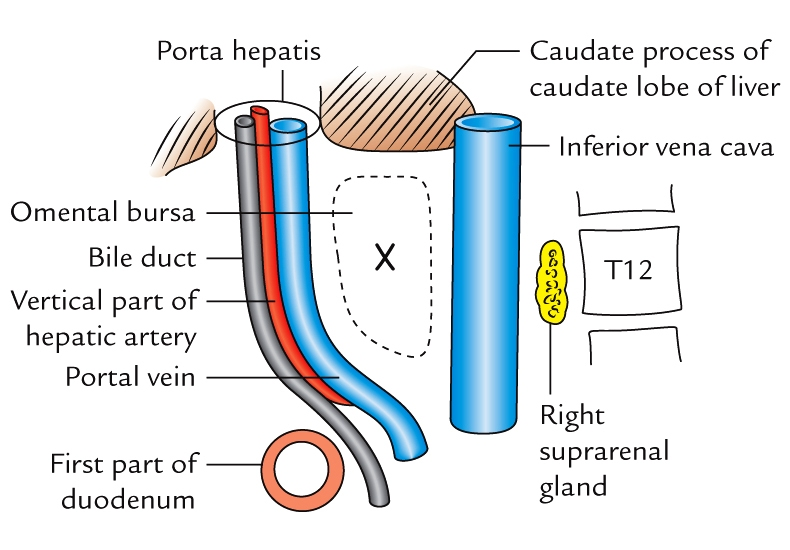 Porta hepatis
Caudate process of
caudate lobe of liver
Inferior vena cava
Omental bursa
Bile duct
Vertical part of
hepatic artery
Portal vein
First part of
duodenum
X
T12
Right
suprarenal
gland